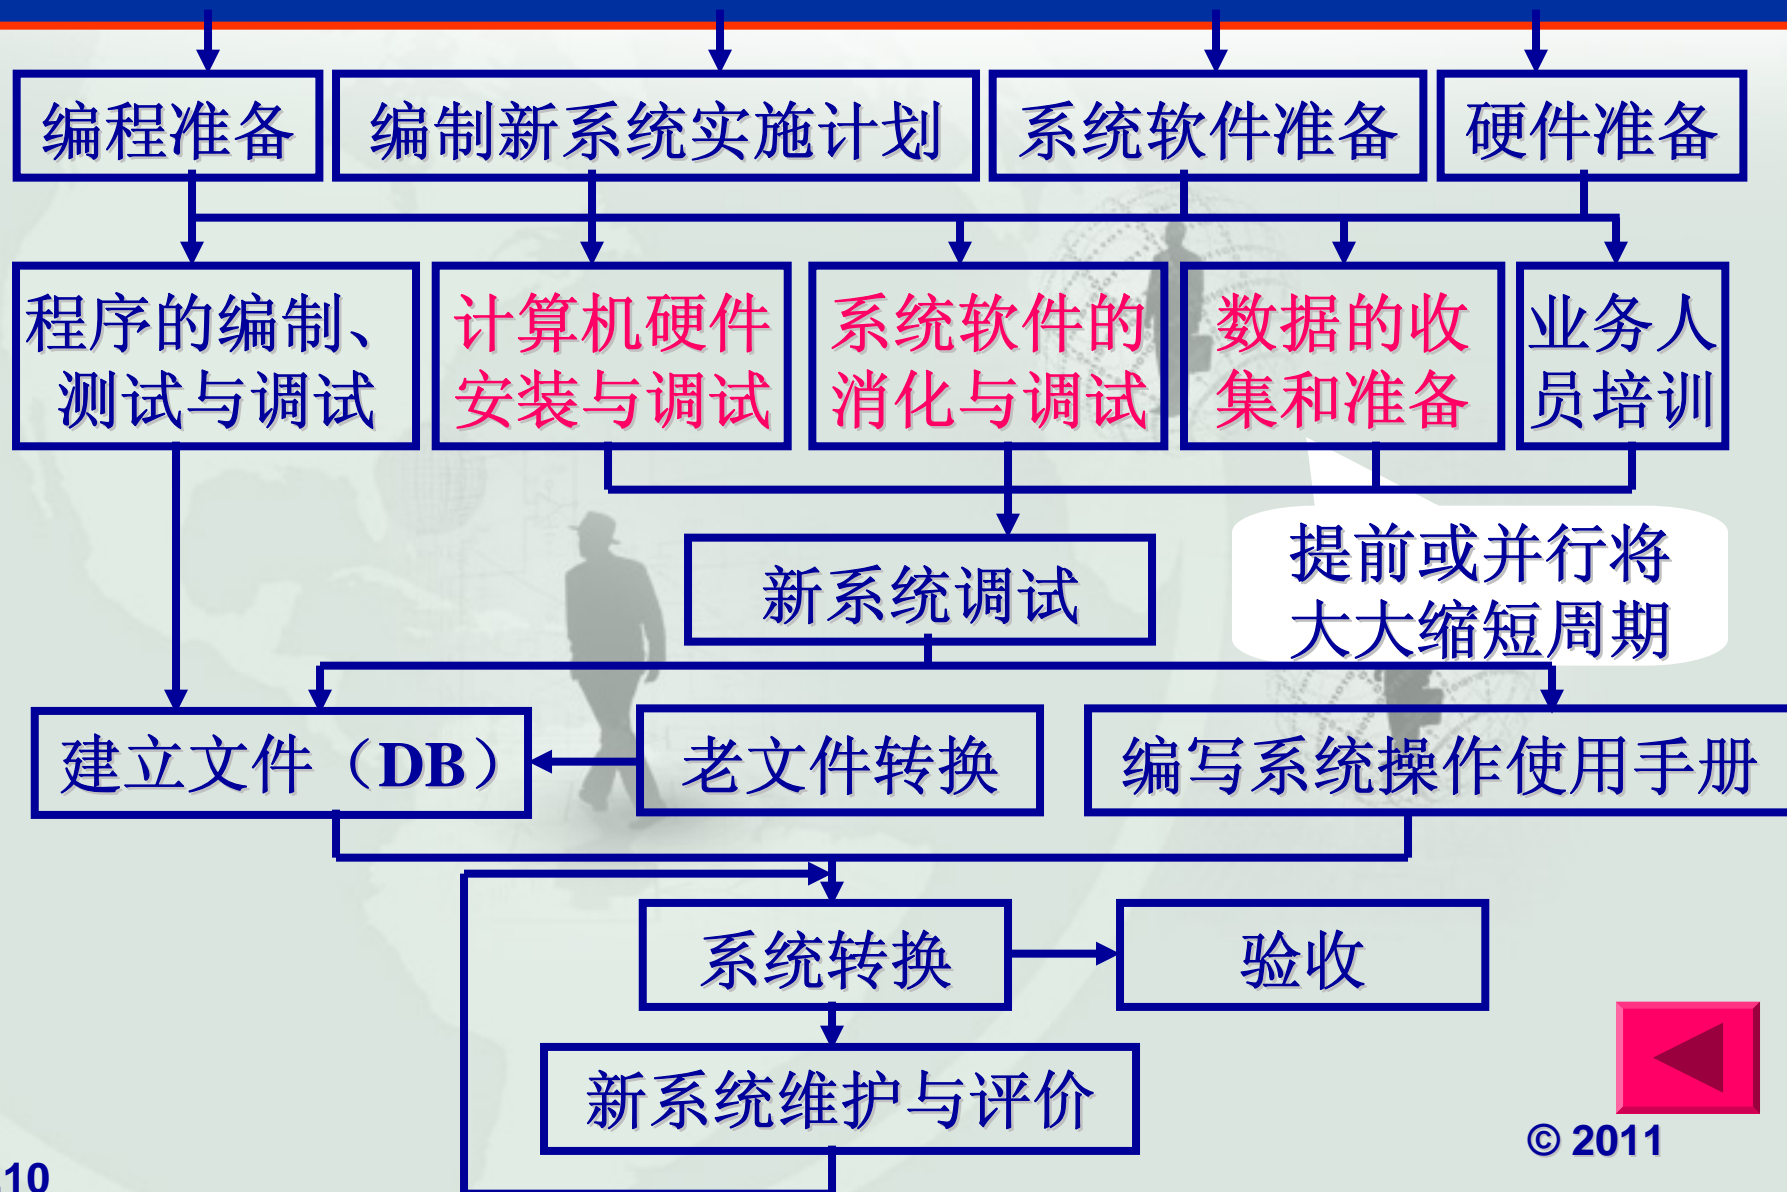 编程准备
编制新系统实施计划
系统软件准备
硬件准备
程序的编制、
测试与调试
计算机硬件
安装与调试
系统软件的
消化与调试
数据的收
集和准备
业务人
员培训
新系统调试
提前或并行将
大大缩短周期
建立文件（DB）
老文件转换
编写系统操作使用手册
系统转换
验收
新系统维护与评价
© 2011
10